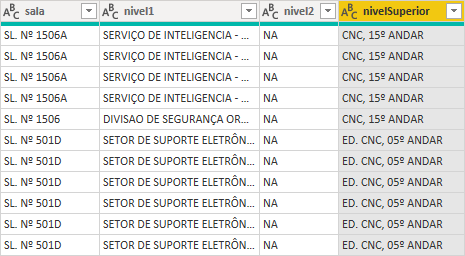 ABC sala ABC nivel1 ABC nivel2 ABC nivelSuperior
SL. Nº 1506A SERVIÇO DE INTELIGENCIA - ... NA CNC, 15º ANDAR
SL. Nº 1506A SERVIÇO DE INTELIGENCIA - ... NA CNC, 15º ANDAR
SL. Nº 1506A SERVIÇO DE INTELIGENCIA - ... NA CNC, 15º ANDAR
SL. Nº 1506A SERVIÇO DE INTELIGENCIA - ... NA CNC, 15º ANDAR
SL. Nº 1506 DIVISAO DE SEGURANÇA OR... NA CNC, 15º ANDAR
SL. Nº 501D SETOR DE SUPORTE ELETRÔN... NA ED. CNC, 05º ANDAR
SL. Nº 501D SETOR DE SUPORTE ELETRÔN... NA ED. CNC, 05º ANDAR
SL. Nº 501D SETOR DE SUPORTE ELETRÔN... NA ED. CNC, 05º ANDAR
SL. Nº 501D SETOR DE SUPORTE ELETRÔN... NA ED. CNC, 05º ANDAR
SL. Nº 501D SETOR DE SUPORTE ELETRÔN... NA ED. CNC, 05º ANDAR
SL. Nº 501D SETOR DE SUPORTE ELETRÔN... NA ED. CNC, 05º ANDAR